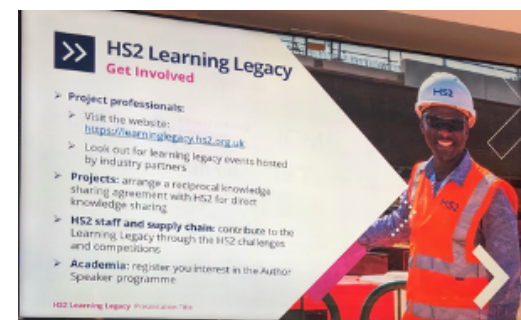 HS2 Learning Legacy
Get Involved
➢ Project professionals:
➢ Visit the website:
https://learninglegacy.hs2.org.uk
➢ Look out for learning legacy events hosted
by industry partners
➢ Projects: arrange a reciprocal knowledge
sharing agreement with HS2 for direct
knowledge sharing
➢ HS2 staff and supply chain: contribute to the
Learning Legacy through the HS2 challenges
and competitions
➢ Academia: register you interest in the Author
Speaker programme
HS2 Learning Legacy Presentation Title
HS2
HS2